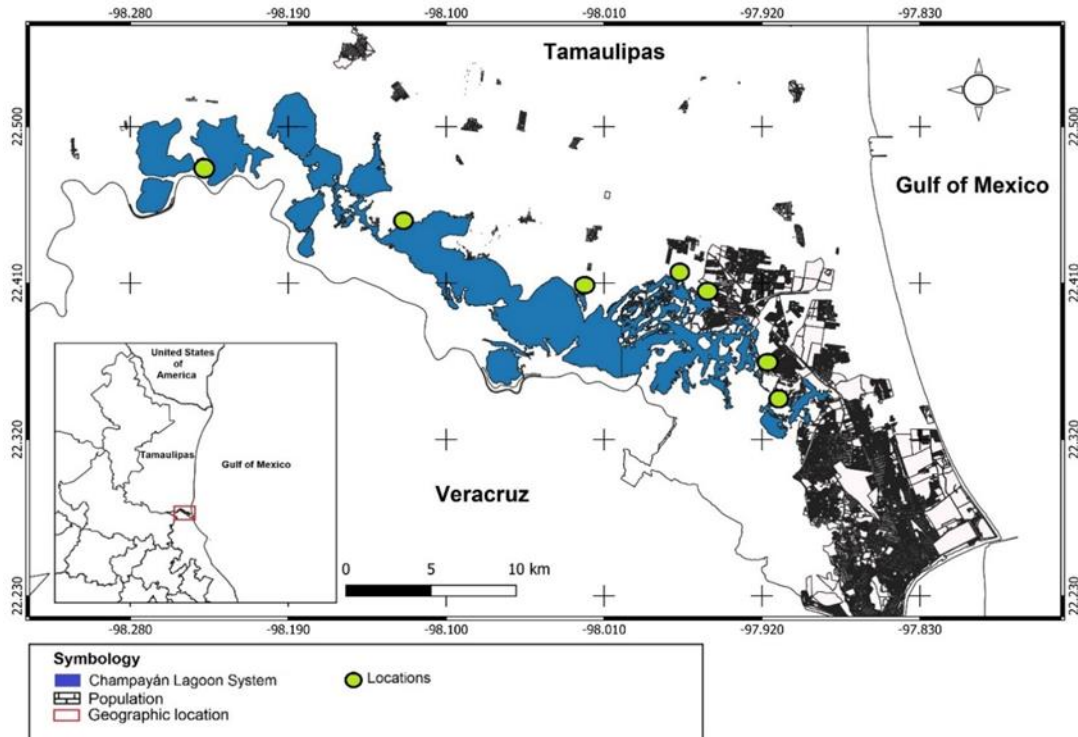 -98.280 -98.190 -98.100 -98.010 -97.920 -97.830
Tamaulipas
22.500 22.500
Gulf of Mexico
22.410 22.410
United States
of
America
Tamaulipas
Gulf of Mexico
22.320 22.320
Veracruz
0 5 10 km
22.230 22.230
-98.280 -98.190 -98.100 -98.010 -97.920 -97.830
Symbology
Champayán Lagoon System Locations
Population
Geographic location